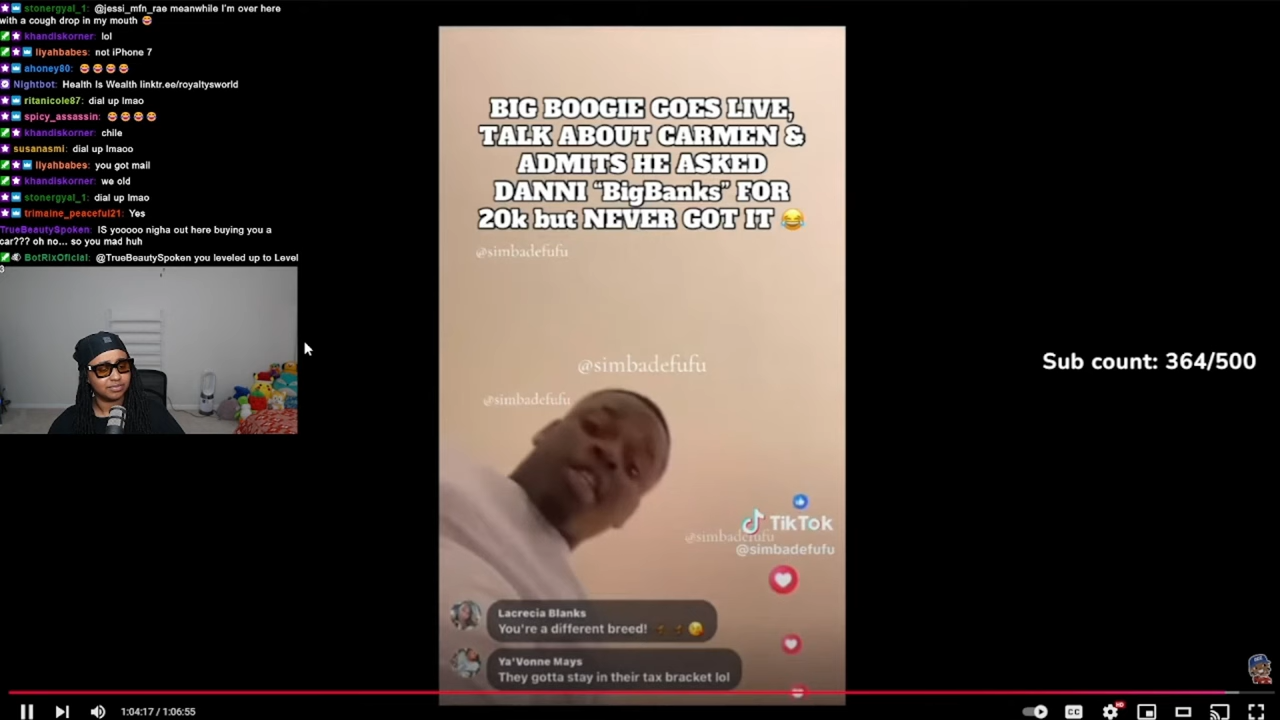 stonergyal_1: @jessi_mfn_rae meanwhile I'm over here
with a cough drop in my mouth
khandiskorner: lol
liyahbabes: not iPhone 7
ahoney80:
Nightbot: Health Is Wealth linktr.ee/royaltysworld
ritanicole87: dial up lmao
spicy_assassin:
khandiskorner: chile
susanasmi: dial up lmaoo
liyahbabes: you got mail
khandiskorner: we old
stonergyal_1: dial up lmao
trimaine_peaceful21: Yes
TrueBeautySpoken: IS yooooo nigha out here buying you a
car??? oh no... so you mad huh
BotRixOficial: @TrueBeautySpoken you leveled up to Level
3
BIG BOOGIE GOES LIVE,
TALK ABOUT CARMEN &
ADMITS HE ASKED
DANNI “BigBanks” FOR
20k but NEVER GOT IT 😂
@simbadefufu
@simbadefufu
@simbadefufu
Sub count: 364/500
TikTok
@simbadefufu
@simbadefufu
Lacrecia Blanks
You're a different breed!
Ya'Vonne Mays
They gotta stay in their tax bracket lol
1:04:17 / 1:06:55
CC
HD